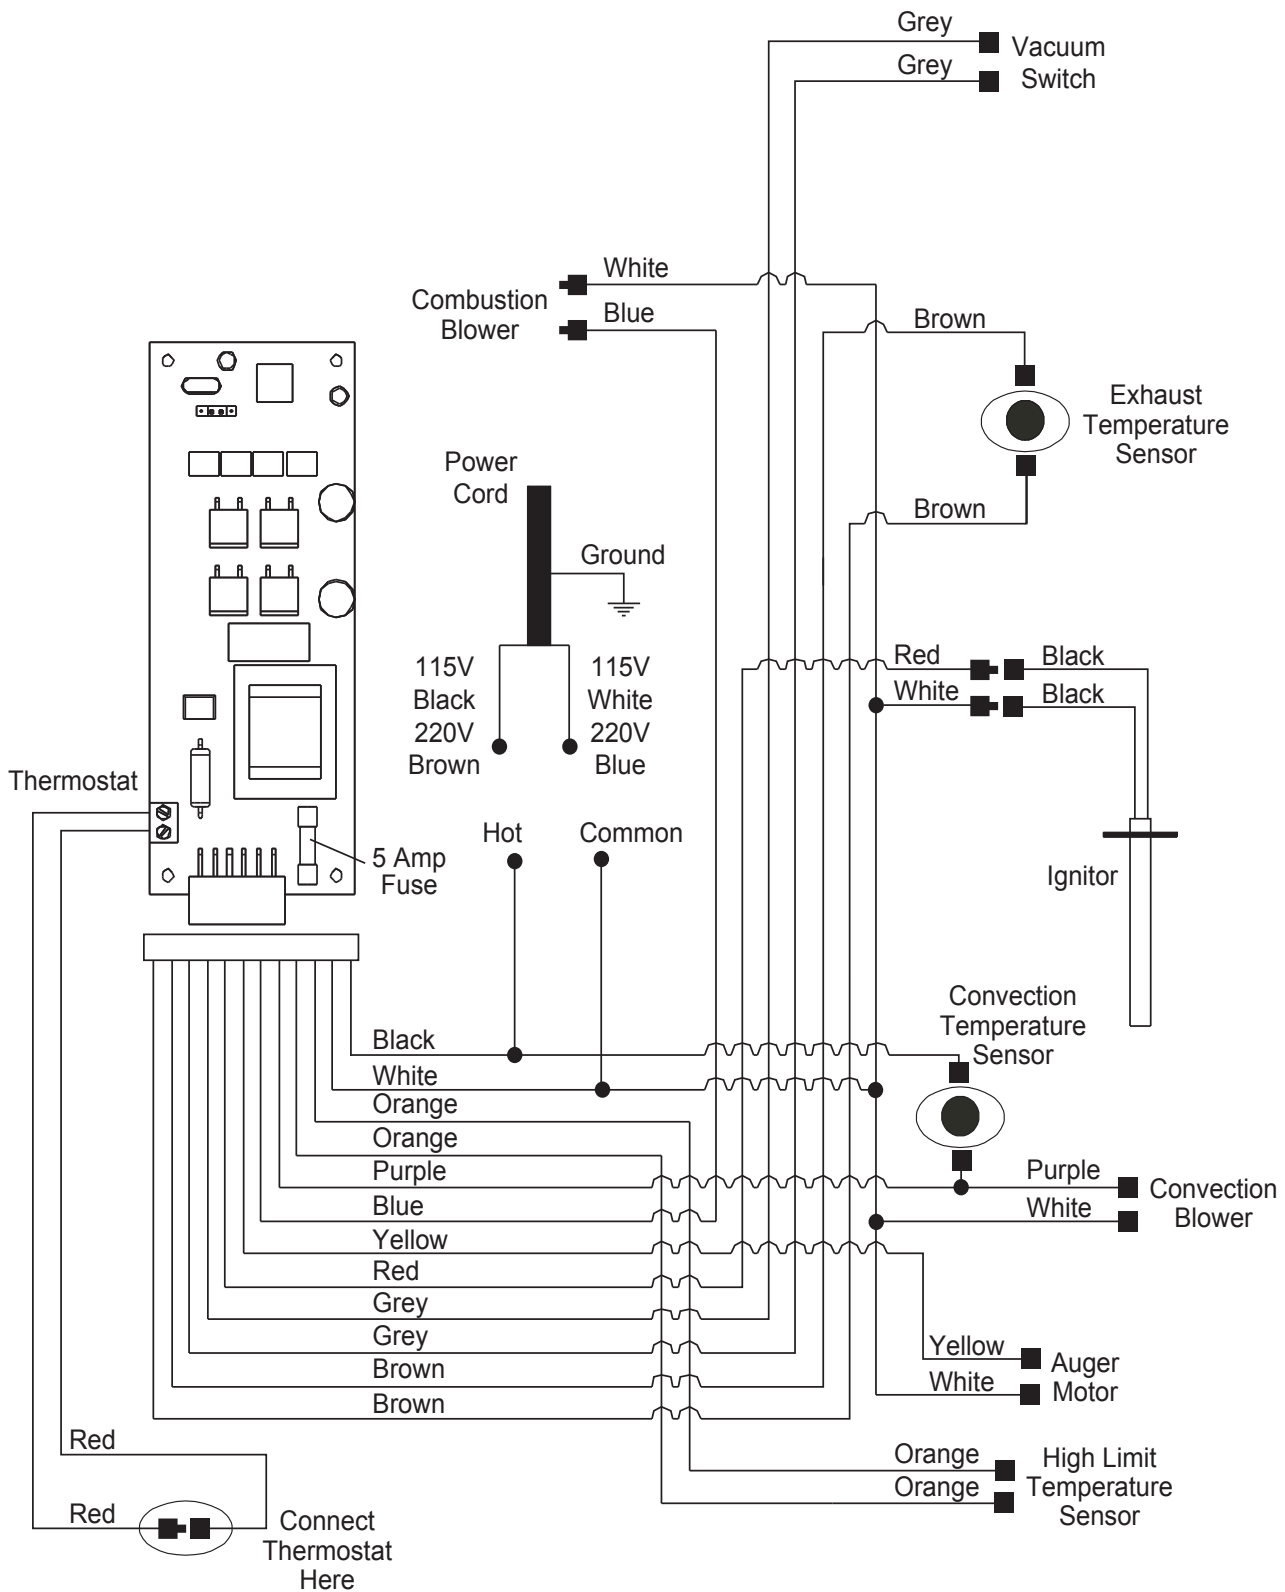 Grey
Vacuum
Grey
Switch
White
Combustion
Blue
Blower
Brown
Exhaust
Temperature
Sensor
Power
Cord
Brown
Ground
115V
Black
220V
Brown
115V
White
220V
Blue
Red
Black
White
Black
Thermostat
Hot
Common
5 Amp
Fuse
Ignitor
Convection
Temperature
Sensor
Black
White
Orange
Orange
Purple
Purple
Convection
Blower
White
Blue
Yellow
Red
Grey
Grey
Yellow
Auger
White
Motor
Brown
Brown
Red
Orange
High Limit
Orange
Temperature
Sensor
Red
Connect
Thermostat
Here